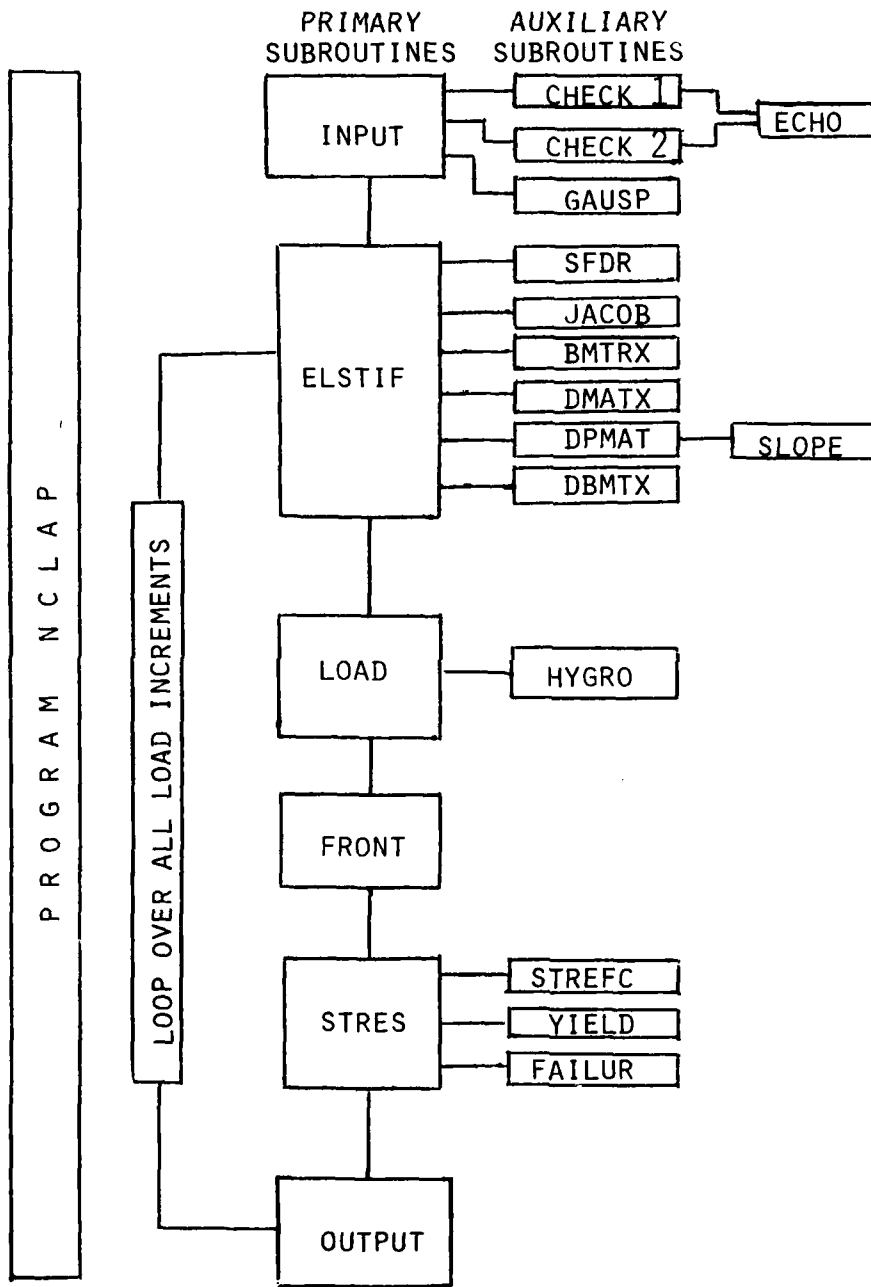 PRIMARY SUBROUTINES
AUXILIARY SUBROUTINES
PROGRAM NCLAP
LOOP OVER ALL LOAD INCREMENTS
INPUT
CHECK 1
CHECK 2
GAUSP
ECHO
ELSTIF
SFDR
JACOB
BMTRX
DMATX
DPMAT
DBMTX
SLOPE
LOAD
HYGRO
FRONT
STRES
STREFC
YIELD
FAILUR
OUTPUT